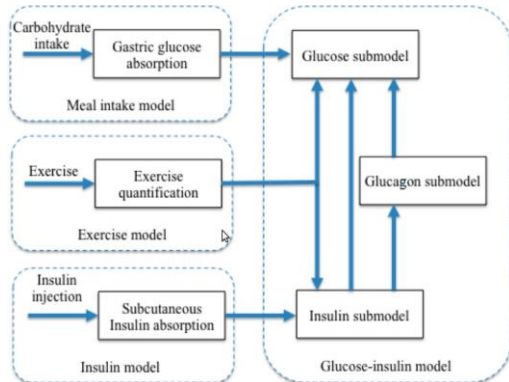 Carbohydrate
intake
Gastric glucose
absorption
Meal intake model
Glucose submodel
Exercise
Exercise
quantification
Exercise model
Glucagon submodel
Insulin
injection
Subcutaneous
Insulin absorption
Insulin model
Insulin submodel
Glucose-insulin model